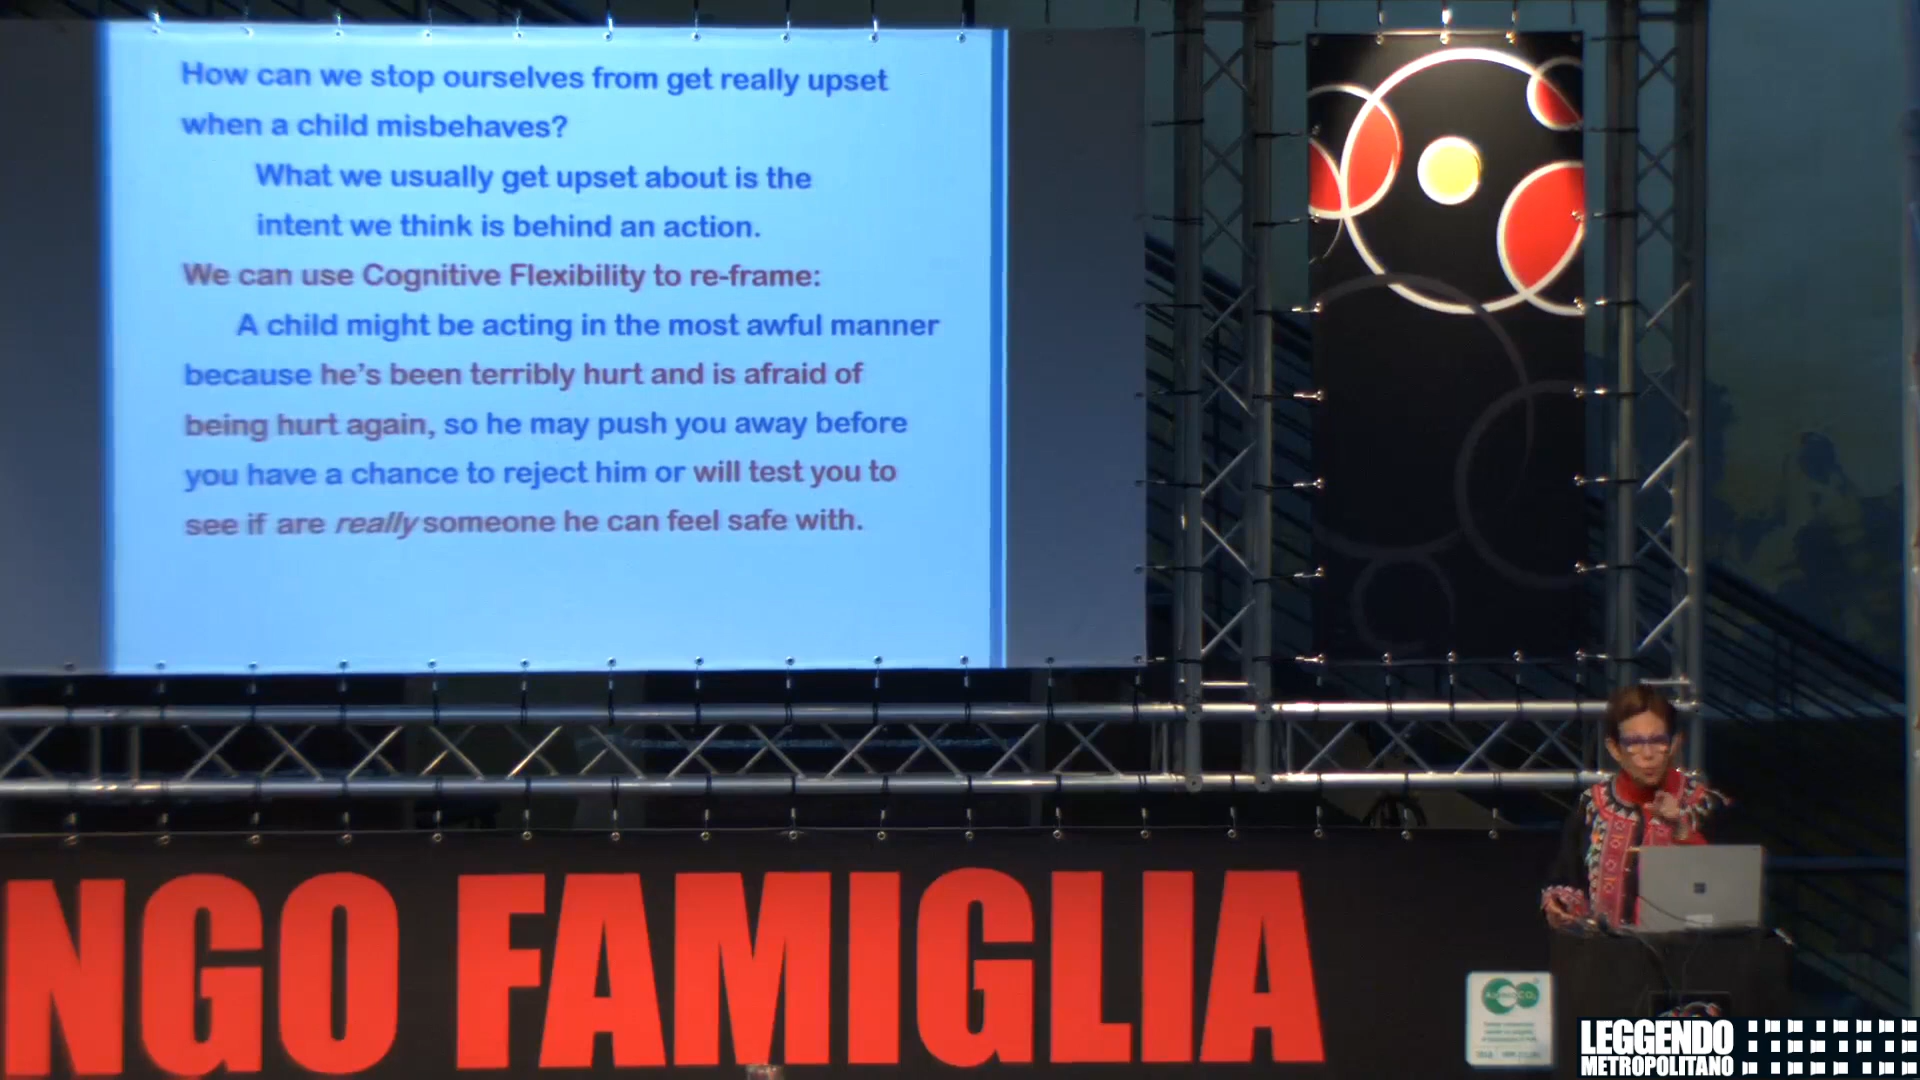 How can we stop ourselves from get really upset
when a child misbehaves?
What we usually get upset about is the
intent we think is behind an action.
We can use Cognitive Flexibility to re-frame:
A child might be acting in the most awful manner
because he's been terribly hurt and is afraid of
being hurt again, so he may push you away before
you have a chance to reject him or will test you to
see if are really someone he can feel safe with.
NGO FAMIGLIA
LEGGENDO
METROPOLITANO